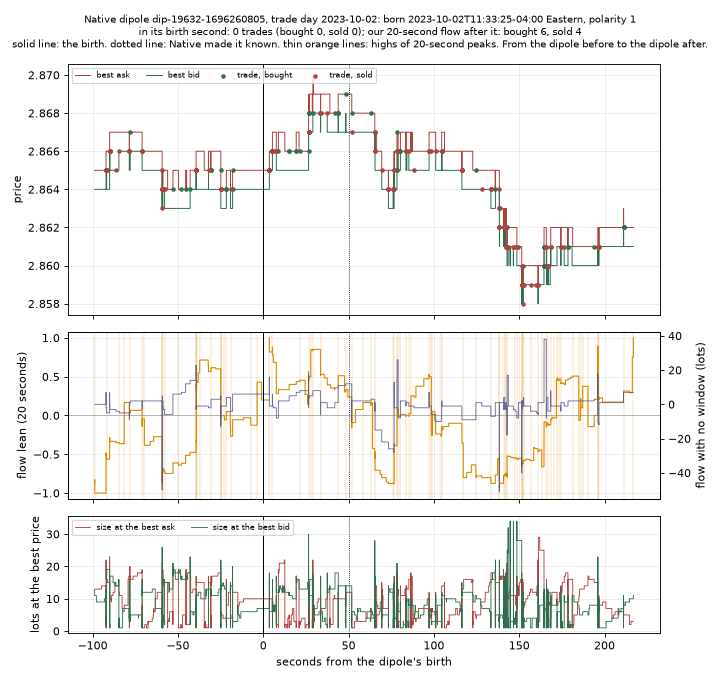 Native dipole dip-19632-1696260805, trade day 2023-10-02: born 2023-10-02T11:33:25-04:00 Eastern, polarity 1
in its birth second: 0 trades (bought 0, sold 0); our 20-second flow after it: bought 6, sold 4
solid line: the birth. dotted line: Native made it known. thin orange lines: highs of 20-second peaks. From the dipole before to the dipole after.
best ask best bid trade, bought trade, sold
2.870
2.868
2.866
2.864
2.862
2.860
2.858
price
1.0
0.5
0.0
−0.5
−1.0
flow lean (20 seconds)
40
20
0
−20
−40
flow with no window (lots)
size at the best ask size at the best bid
30
20
10
0
lots at the best price
−100 −50 0 50 100 150 200
seconds from the dipole's birth